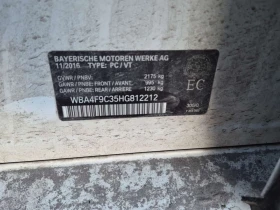 BAYERISCHE MOTOREN WERKE AG
11/2016 TYPE: PC / VT
GVWR / PNBV: 2175 kg
GAWR / PNBE: FRONT / AVANT: 995 kg
GAWR / PNBE: REAR / ARRIERE 1230 kg
WBA4F9C35HG812212
EC